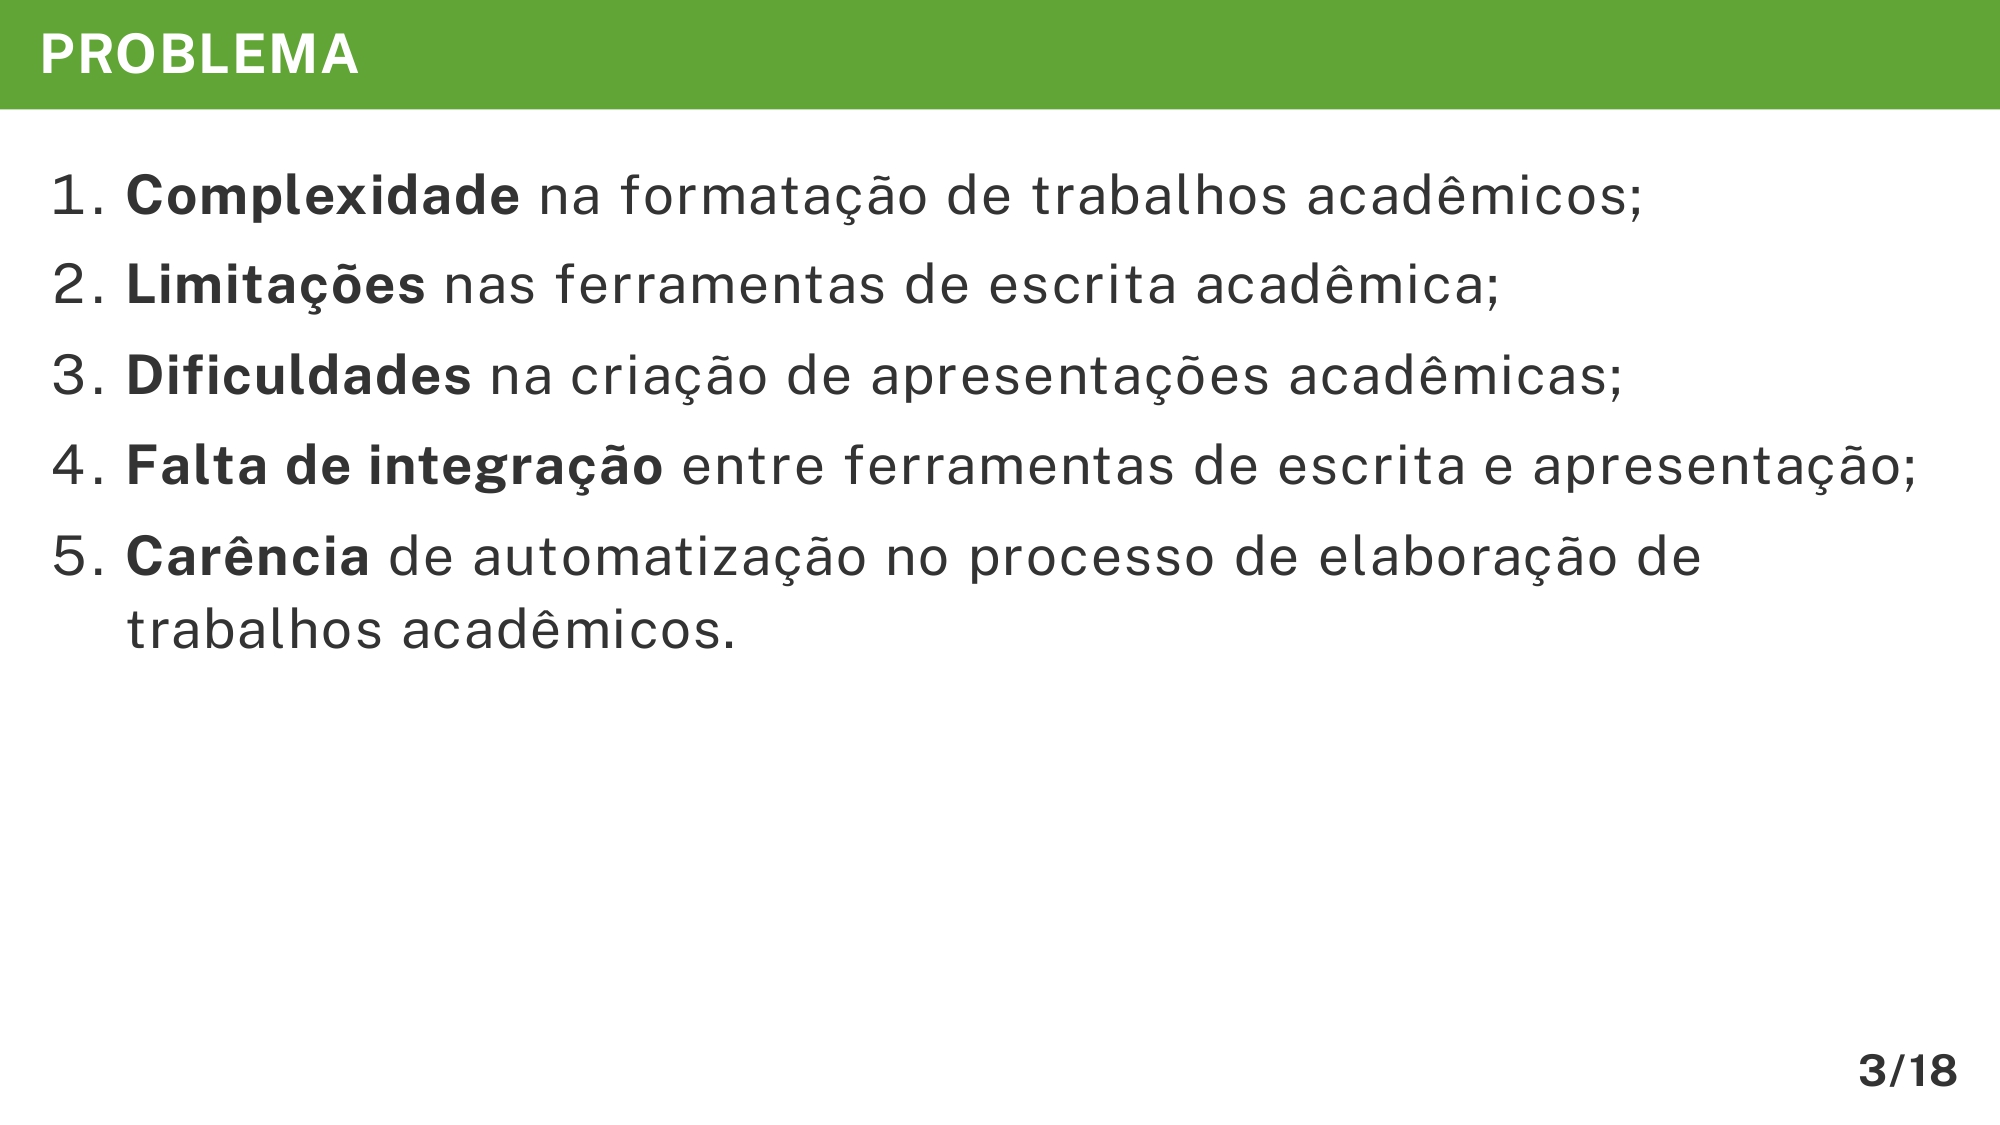 PROBLEMA
1. Complexidade na formatação de trabalhos acadêmicos;
2. Limitações nas ferramentas de escrita acadêmica;
3. Dificuldades na criação de apresentações acadêmicas;
4. Falta de integração entre ferramentas de escrita e apresentação;
5. Carência de automatização no processo de elaboração de
trabalhos acadêmicos.
3/18